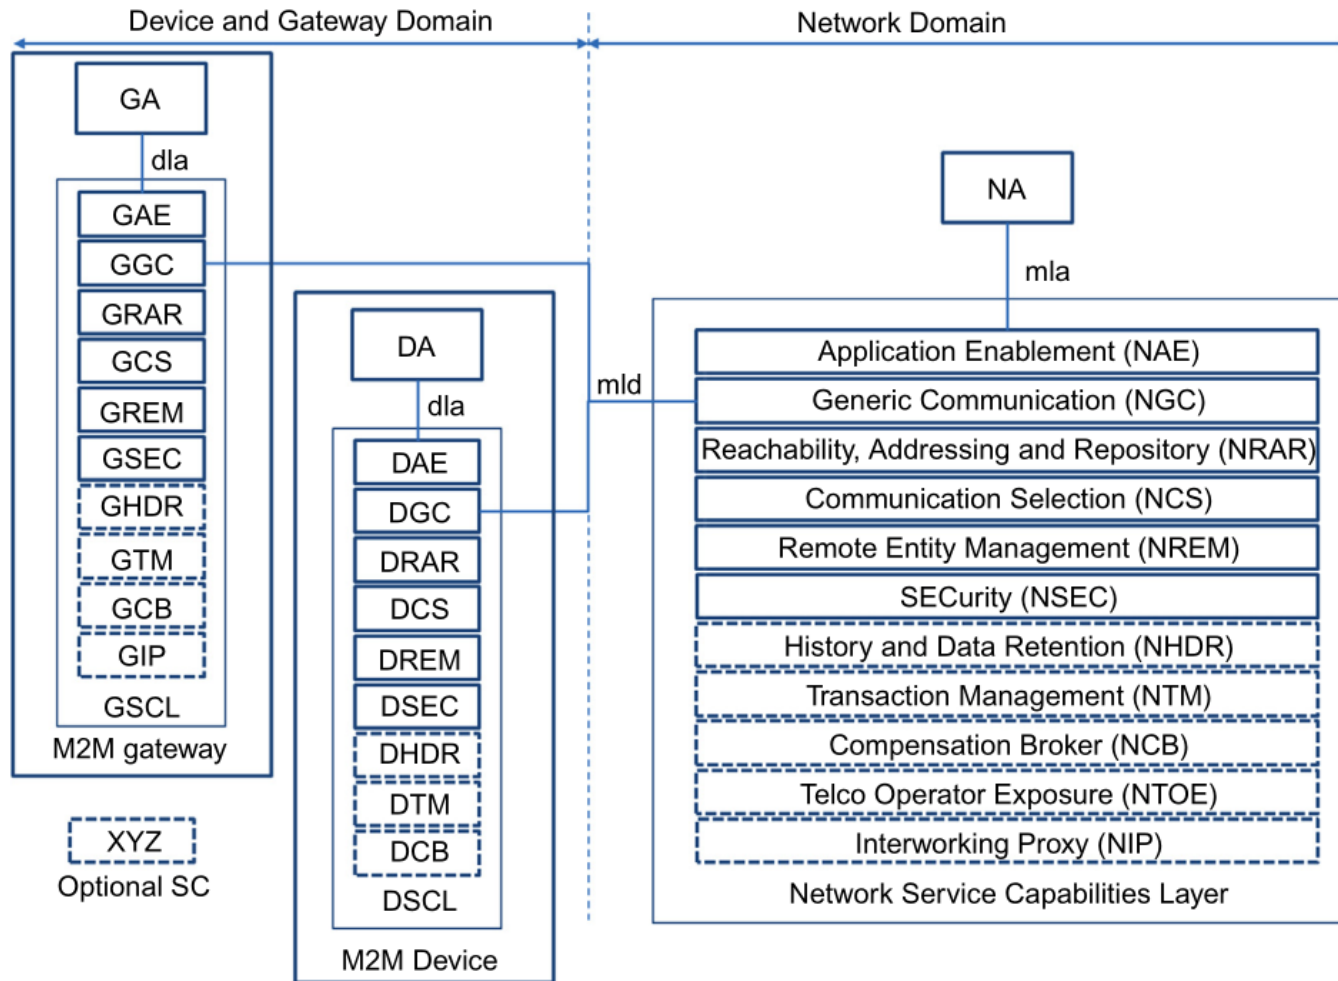 Device and Gateway Domain
Network Domain
GA
dla
GAE
GGC
GRAR
GCS
GREM
GSEC
GHDR
GTM
GCB
GIP
GSCL
M2M gateway
XYZ
Optional SC
DA
dla
DAE
DGC
DRAR
DCS
DREM
DSEC
DHDR
DTM
DCB
DSCL
M2M Device
mld
NA
mla
Application Enablement (NAE)
Generic Communication (NGC)
Reachability, Addressing and Repository (NRAR)
Communication Selection (NCS)
Remote Entity Management (NREM)
SECurity (NSEC)
History and Data Retention (NHDR)
Transaction Management (NTM)
Compensation Broker (NCB)
Telco Operator Exposure (NTOE)
Interworking Proxy (NIP)
Network Service Capabilities Layer